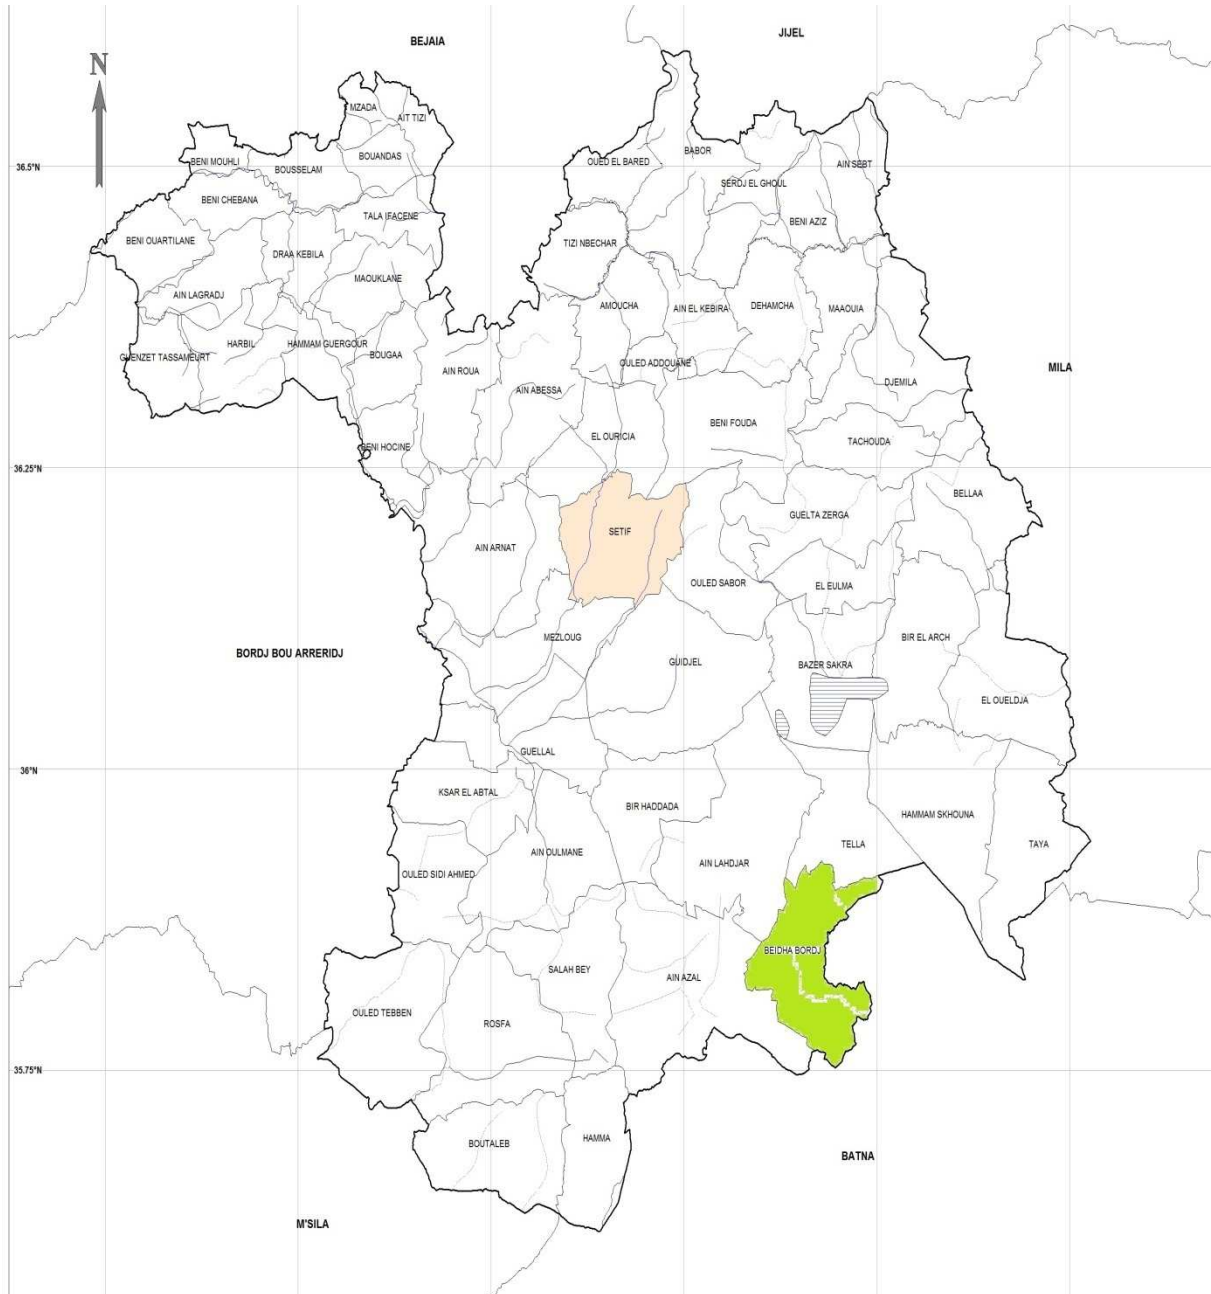 BEJAIA
JIJEL
N
MZADA
AIT TIZI
BENI MOUHLI
BOUSSELAM
BOUANDAS
OUED EL BARED
BABOR
AIN SEBT
36.5°N
SERDJ EL GHOUL
BENI CHEBANA
TALA IFACENE
BENI AZIZ
BENI OUARTILANE
DRAA KEBILA
TIZI NBECHAR
MAOUKLANE
AIN LAGRADJ
AMOUCHA
AIN EL KEBIRA
DEHAMCHA
MAAOUIA
HARBIL
HAMMAM GUERGOUR
GUENZET TASSAMEURT
BOUGAA
AIN ROUA
OULED ADDOUANE
MILA
AIN ABESSA
DJEMILA
BENI FOUDA
EL OURICIA
TACHOUDA
BENI HOCINE
36.25°N
BELLAA
GUELTA ZERGA
SETIF
AIN ARNAT
OULED SABOR
EL EULMA
MEZLOUG
BIR EL ARCH
BORDJ BOU ARRERIDJ
GUIDJEL
BAZER SAKRA
EL OUELDJA
GUELLAL
36°N
KSAR EL ABTAL
BIR HADDADA
HAMMAM SKHOUNA
TELLA
TAYA
AIN OULMANE
AIN LAHDJAR
OULED SIDI AHMED
BEIDHA BORDJ
SALAH BEY
AIN AZAL
OULED TEBBEN
ROSFA
35.75°N
HAMMA
BOUTALEB
BATNA
M'SILA